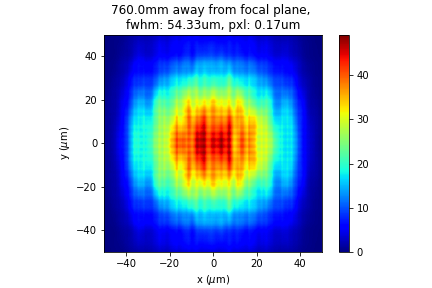 760.0mm away from focal plane,
fwhm: 54.33um, pxl: 0.17um
40
20
0
−20
−40
y (μm)
−40 −20 0 20 40
x (μm)
40
30
20
10
0